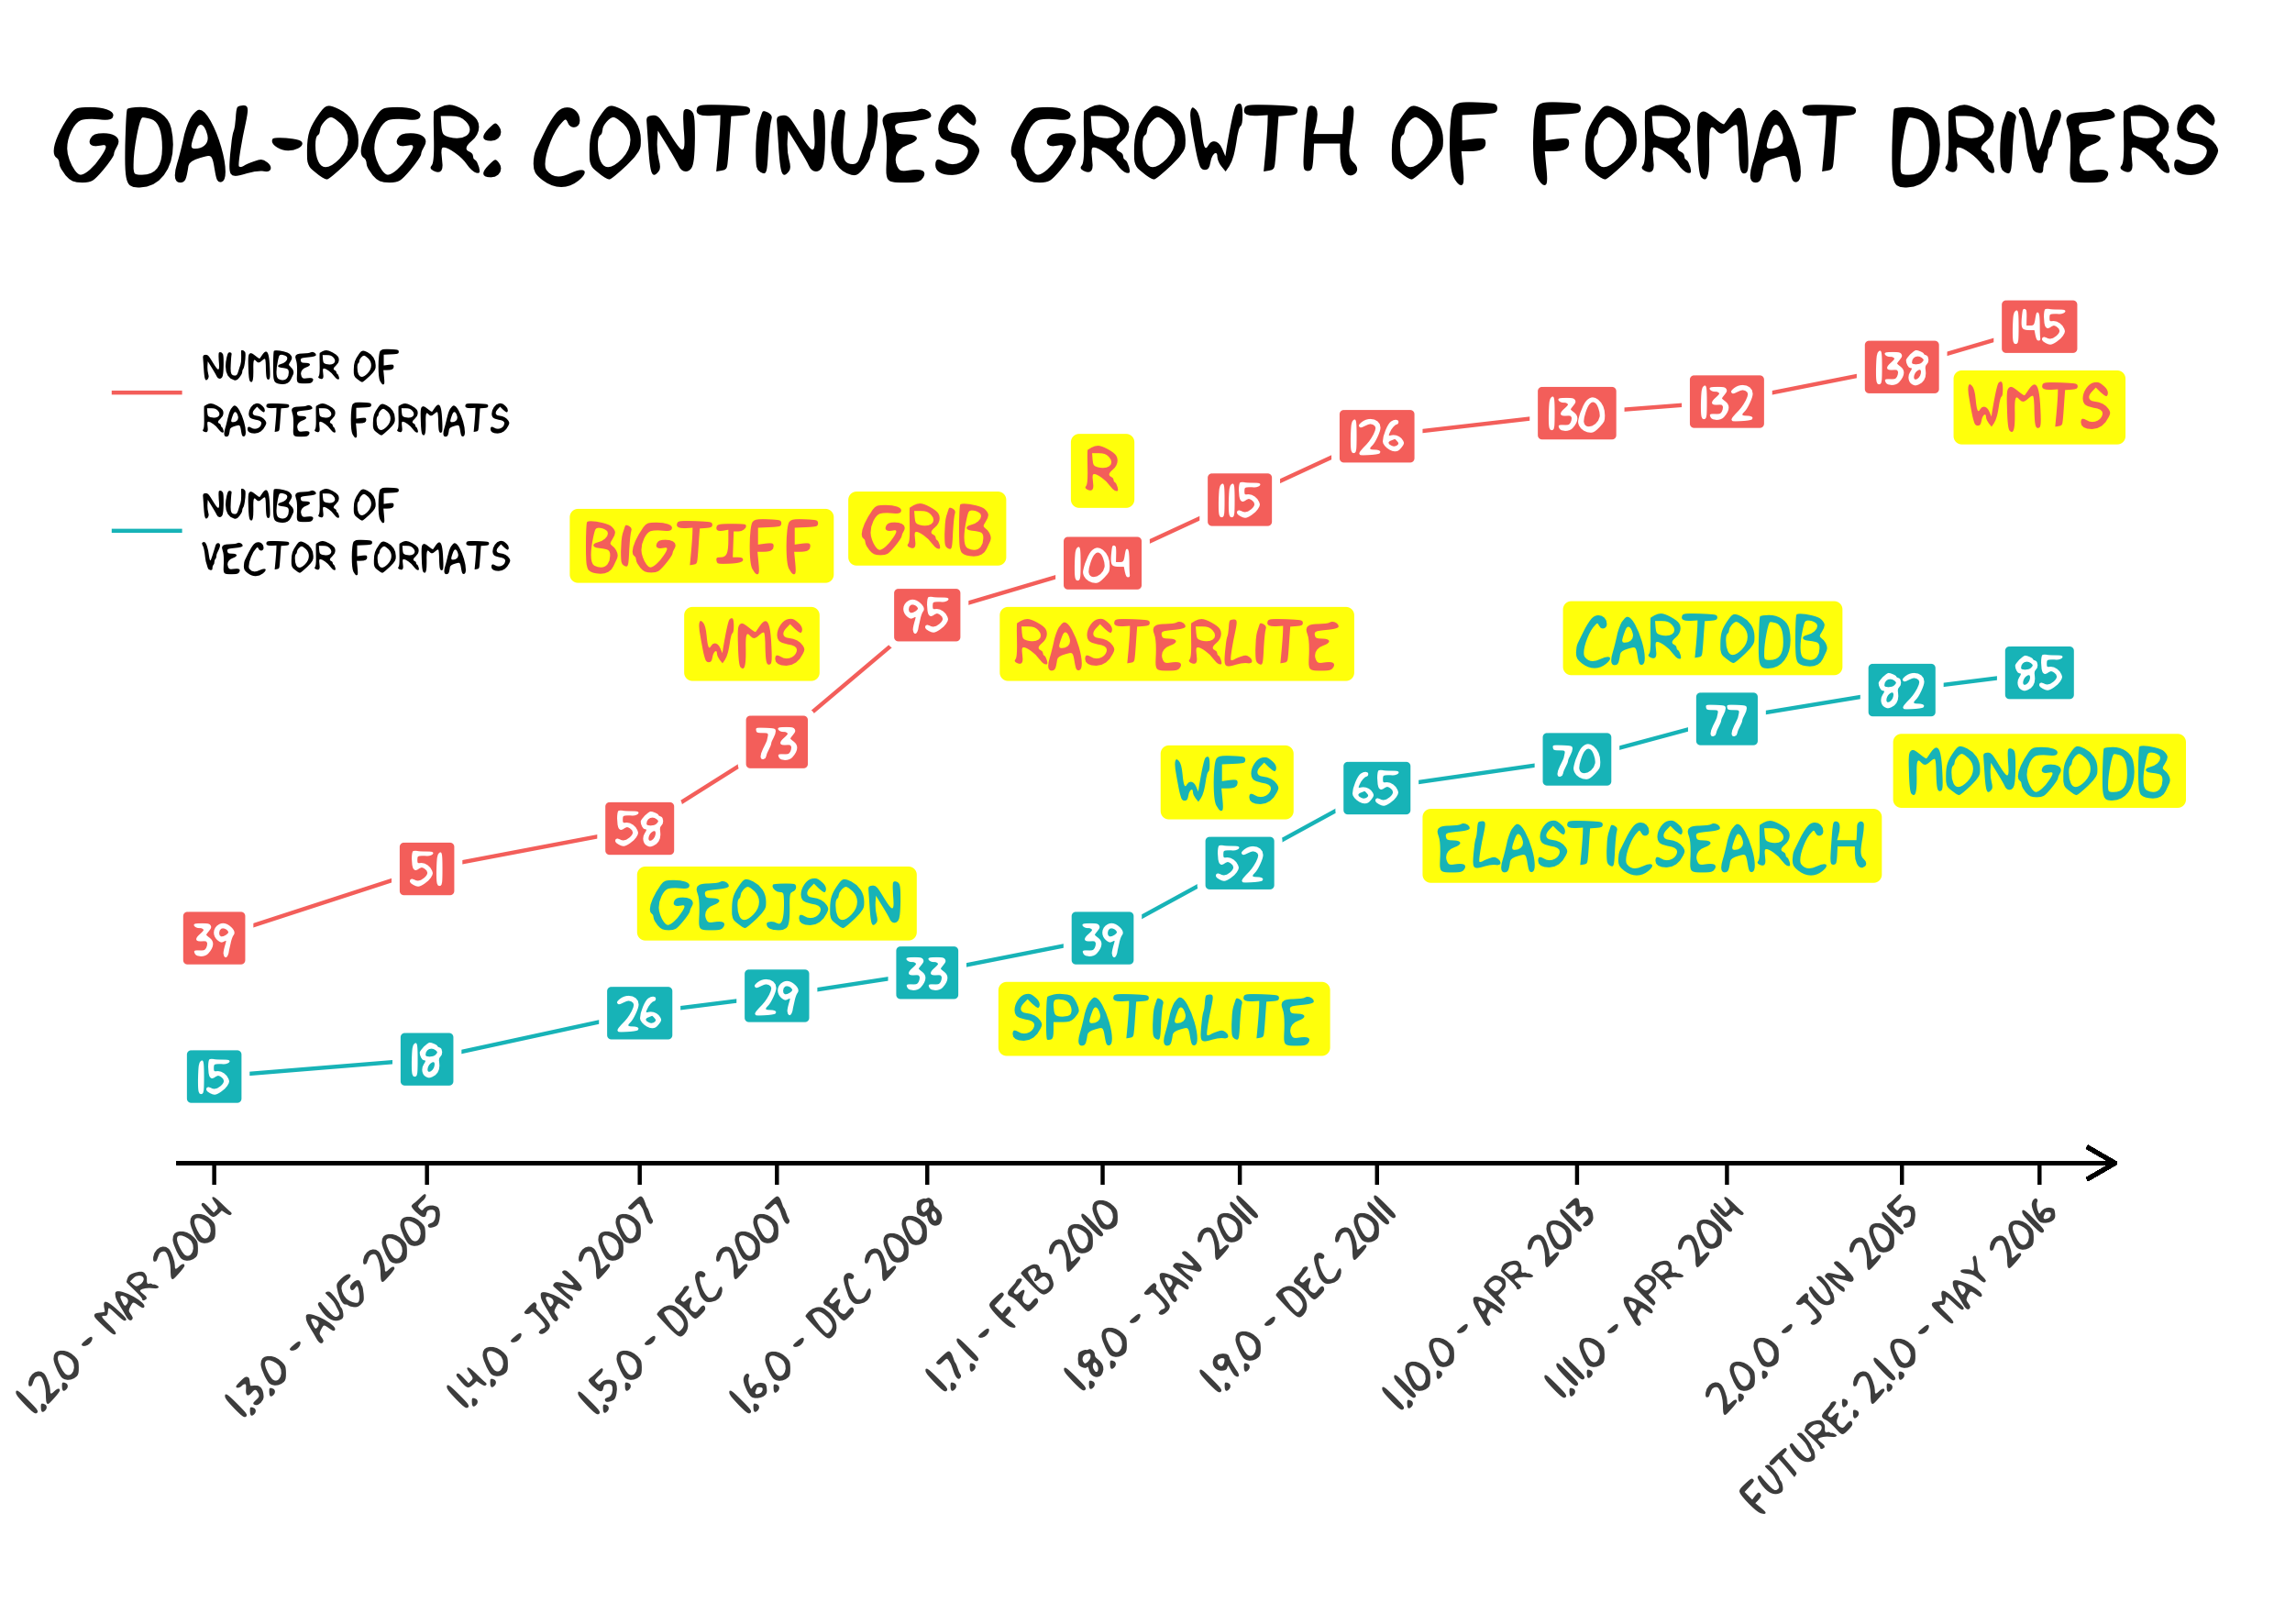 GDAL-OGR: CONTINUES GROWTH OF FORMAT DRIVERS
NUMBER OF
RASTER FORMATS
NUMBER OF
VECTOR FORMATS
145
138
WMTS
132
130
126
R
115
GRIB
BIGTIFF
104
95
RASTERLITE
WMS
CARTODB
85
82
77
73
70
WFS
MONGODB
65
58
ELASTICSEARCH
52
51
GEOJSON
39
39
33
29
26
SPATIALITE
18
15
1.2.0 - MAR 2004
1.3.0 - AUG 2005
1.4.0 - JAN 2007
1.5.0 - DEC 2007
1.6.0 - DEC 2008
1.7.1 - FEB 2010
1.8.0 - JAN 2011
1.9.0 - DEC 2011
1.10.0 - APR 2013
1.11.0 - APR 2014
2.0.0 - JUN 2015
FUTURE: 2.1.0 - MAY 2016